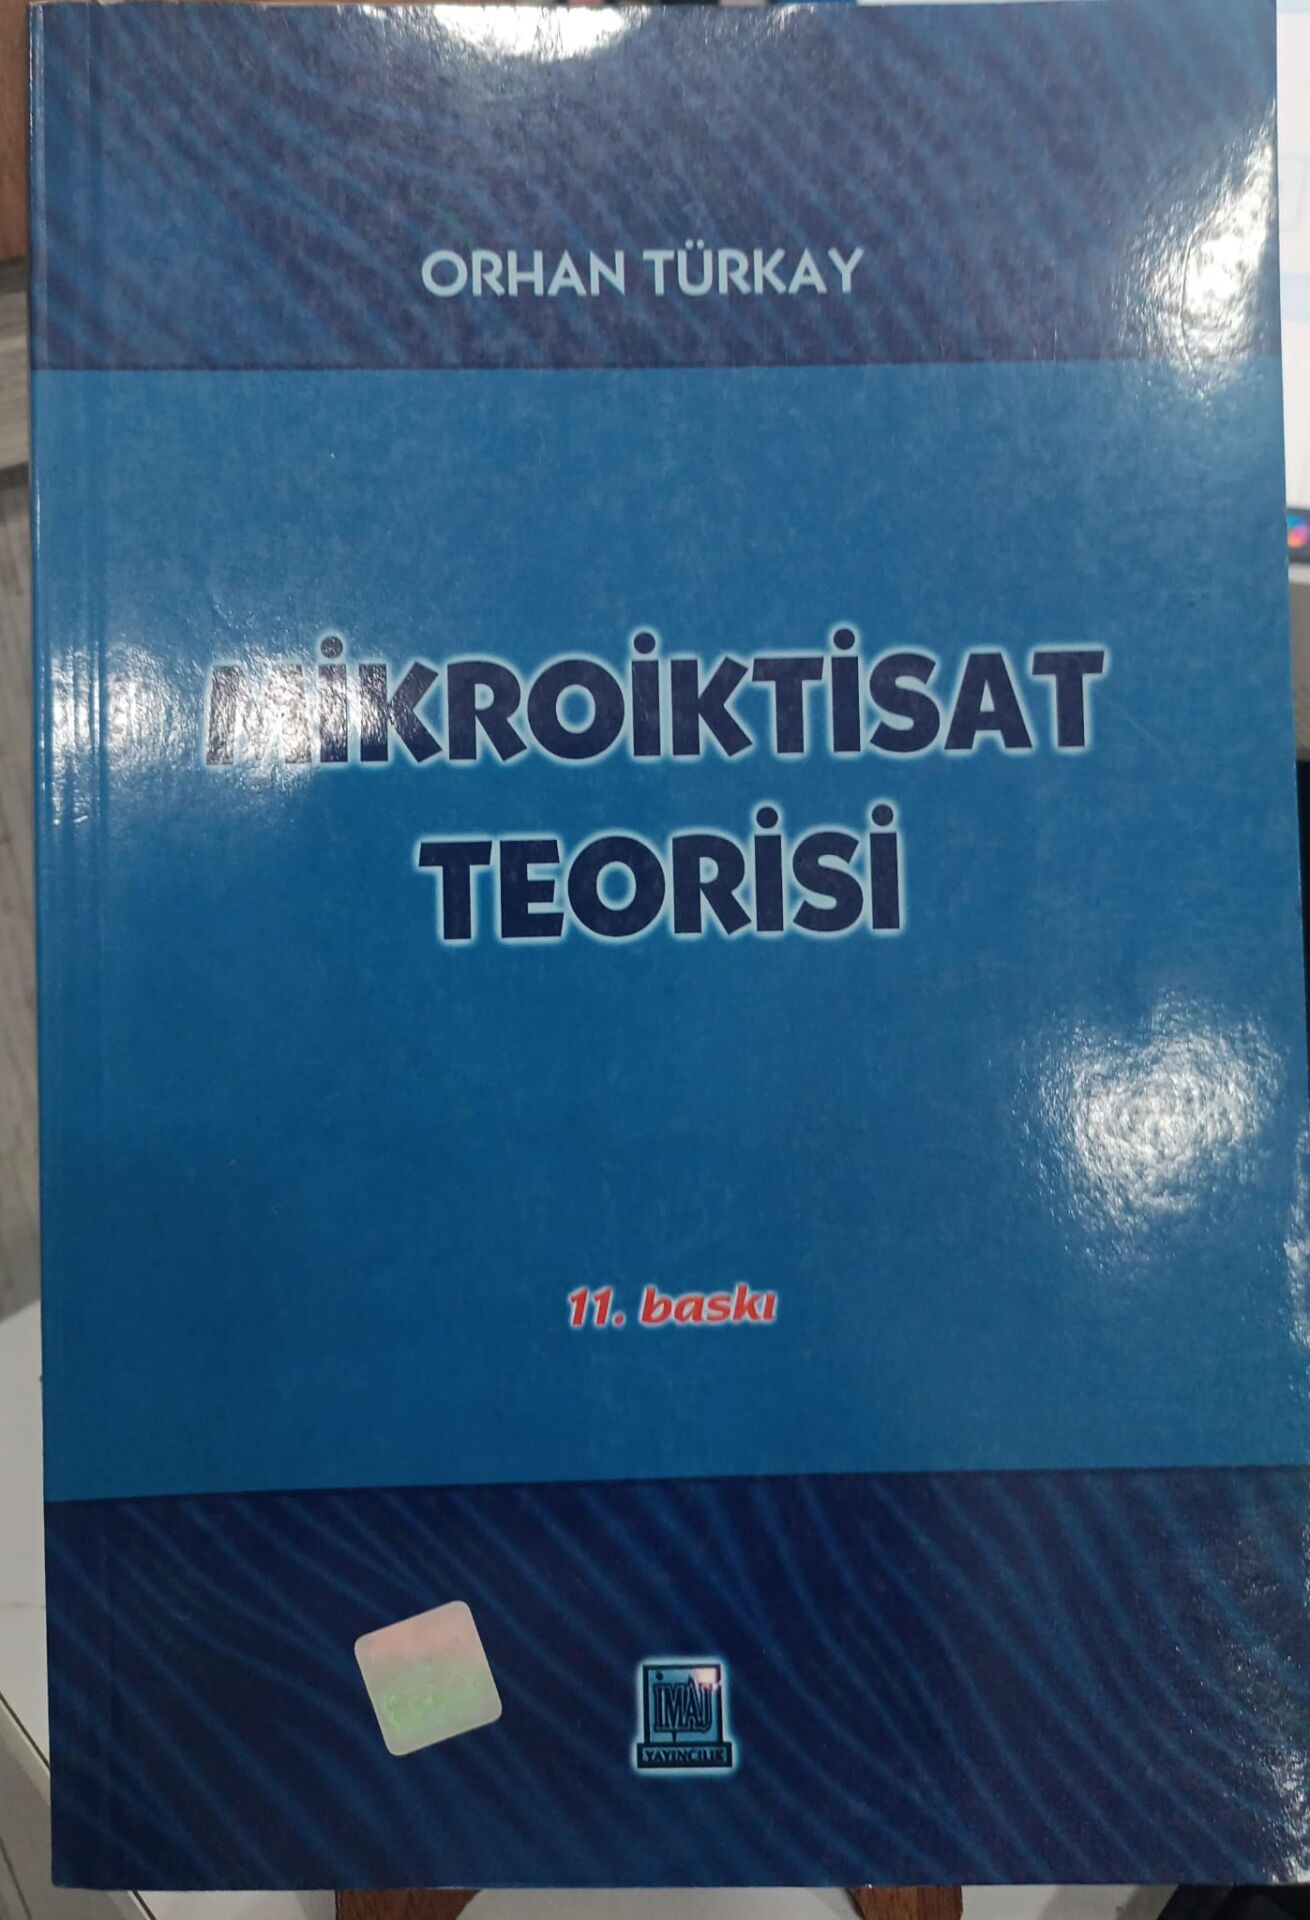 ORHAN TÜRKAY
MİKROİKTİSAT
TEORİSİ
11. baskı
İMAJ
YAYINCILIK